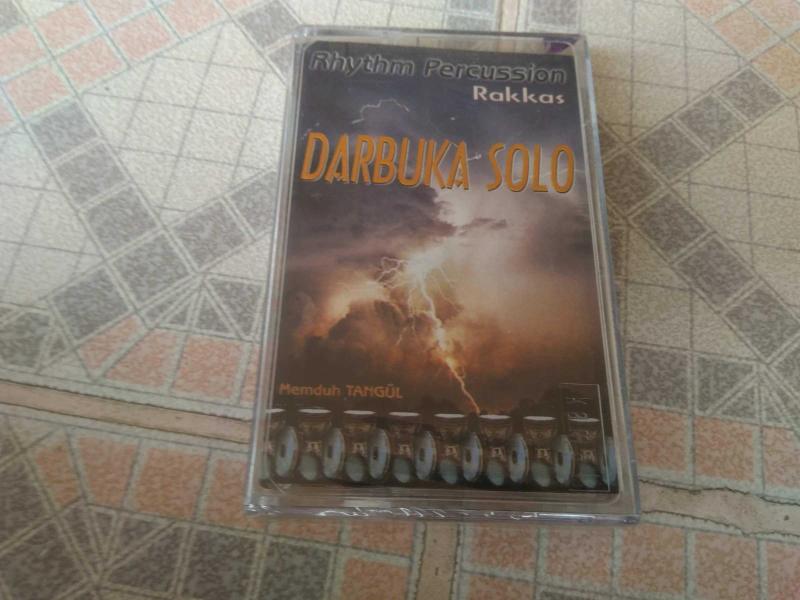 Rhythm Percussion
Rakkas
DARBUKA SOLO
Memduh TANGÜL